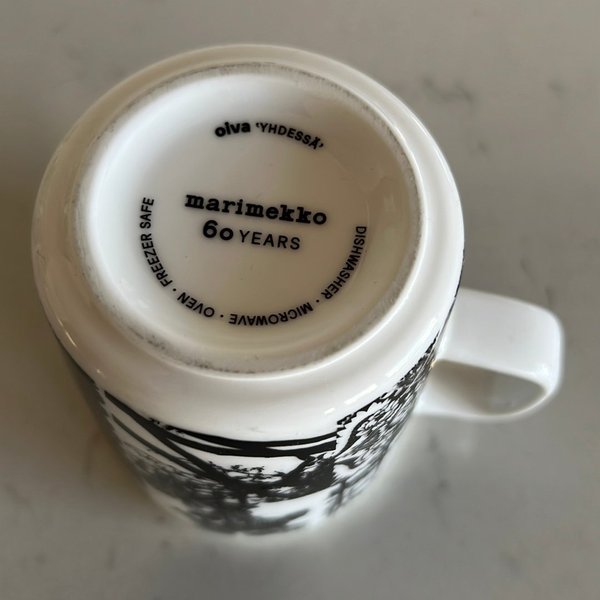 oiva 'YHDESSÄ'
marimekko
60 YEARS
DISHWASHER · MICROWAVE · OVEN · FREEZER SAFE